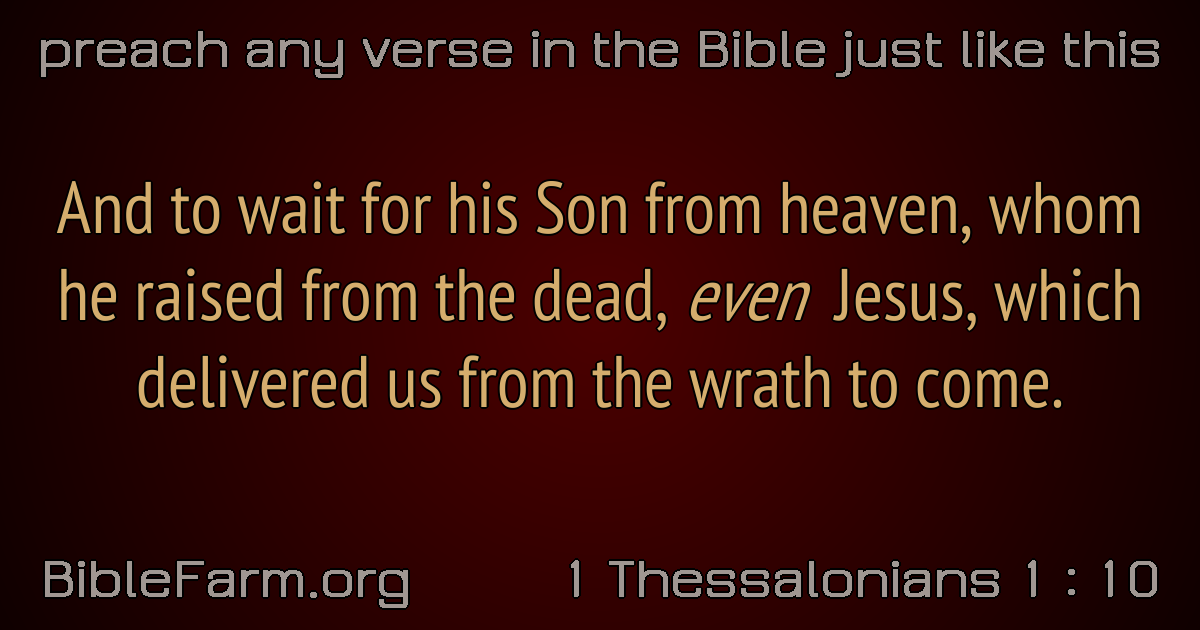 preach any verse in the Bible just like this
And to wait for his Son from heaven, whom
he raised from the dead, even Jesus, which
delivered us from the wrath to come.
BibleFarm.org
1 Thessalonians 1 : 10